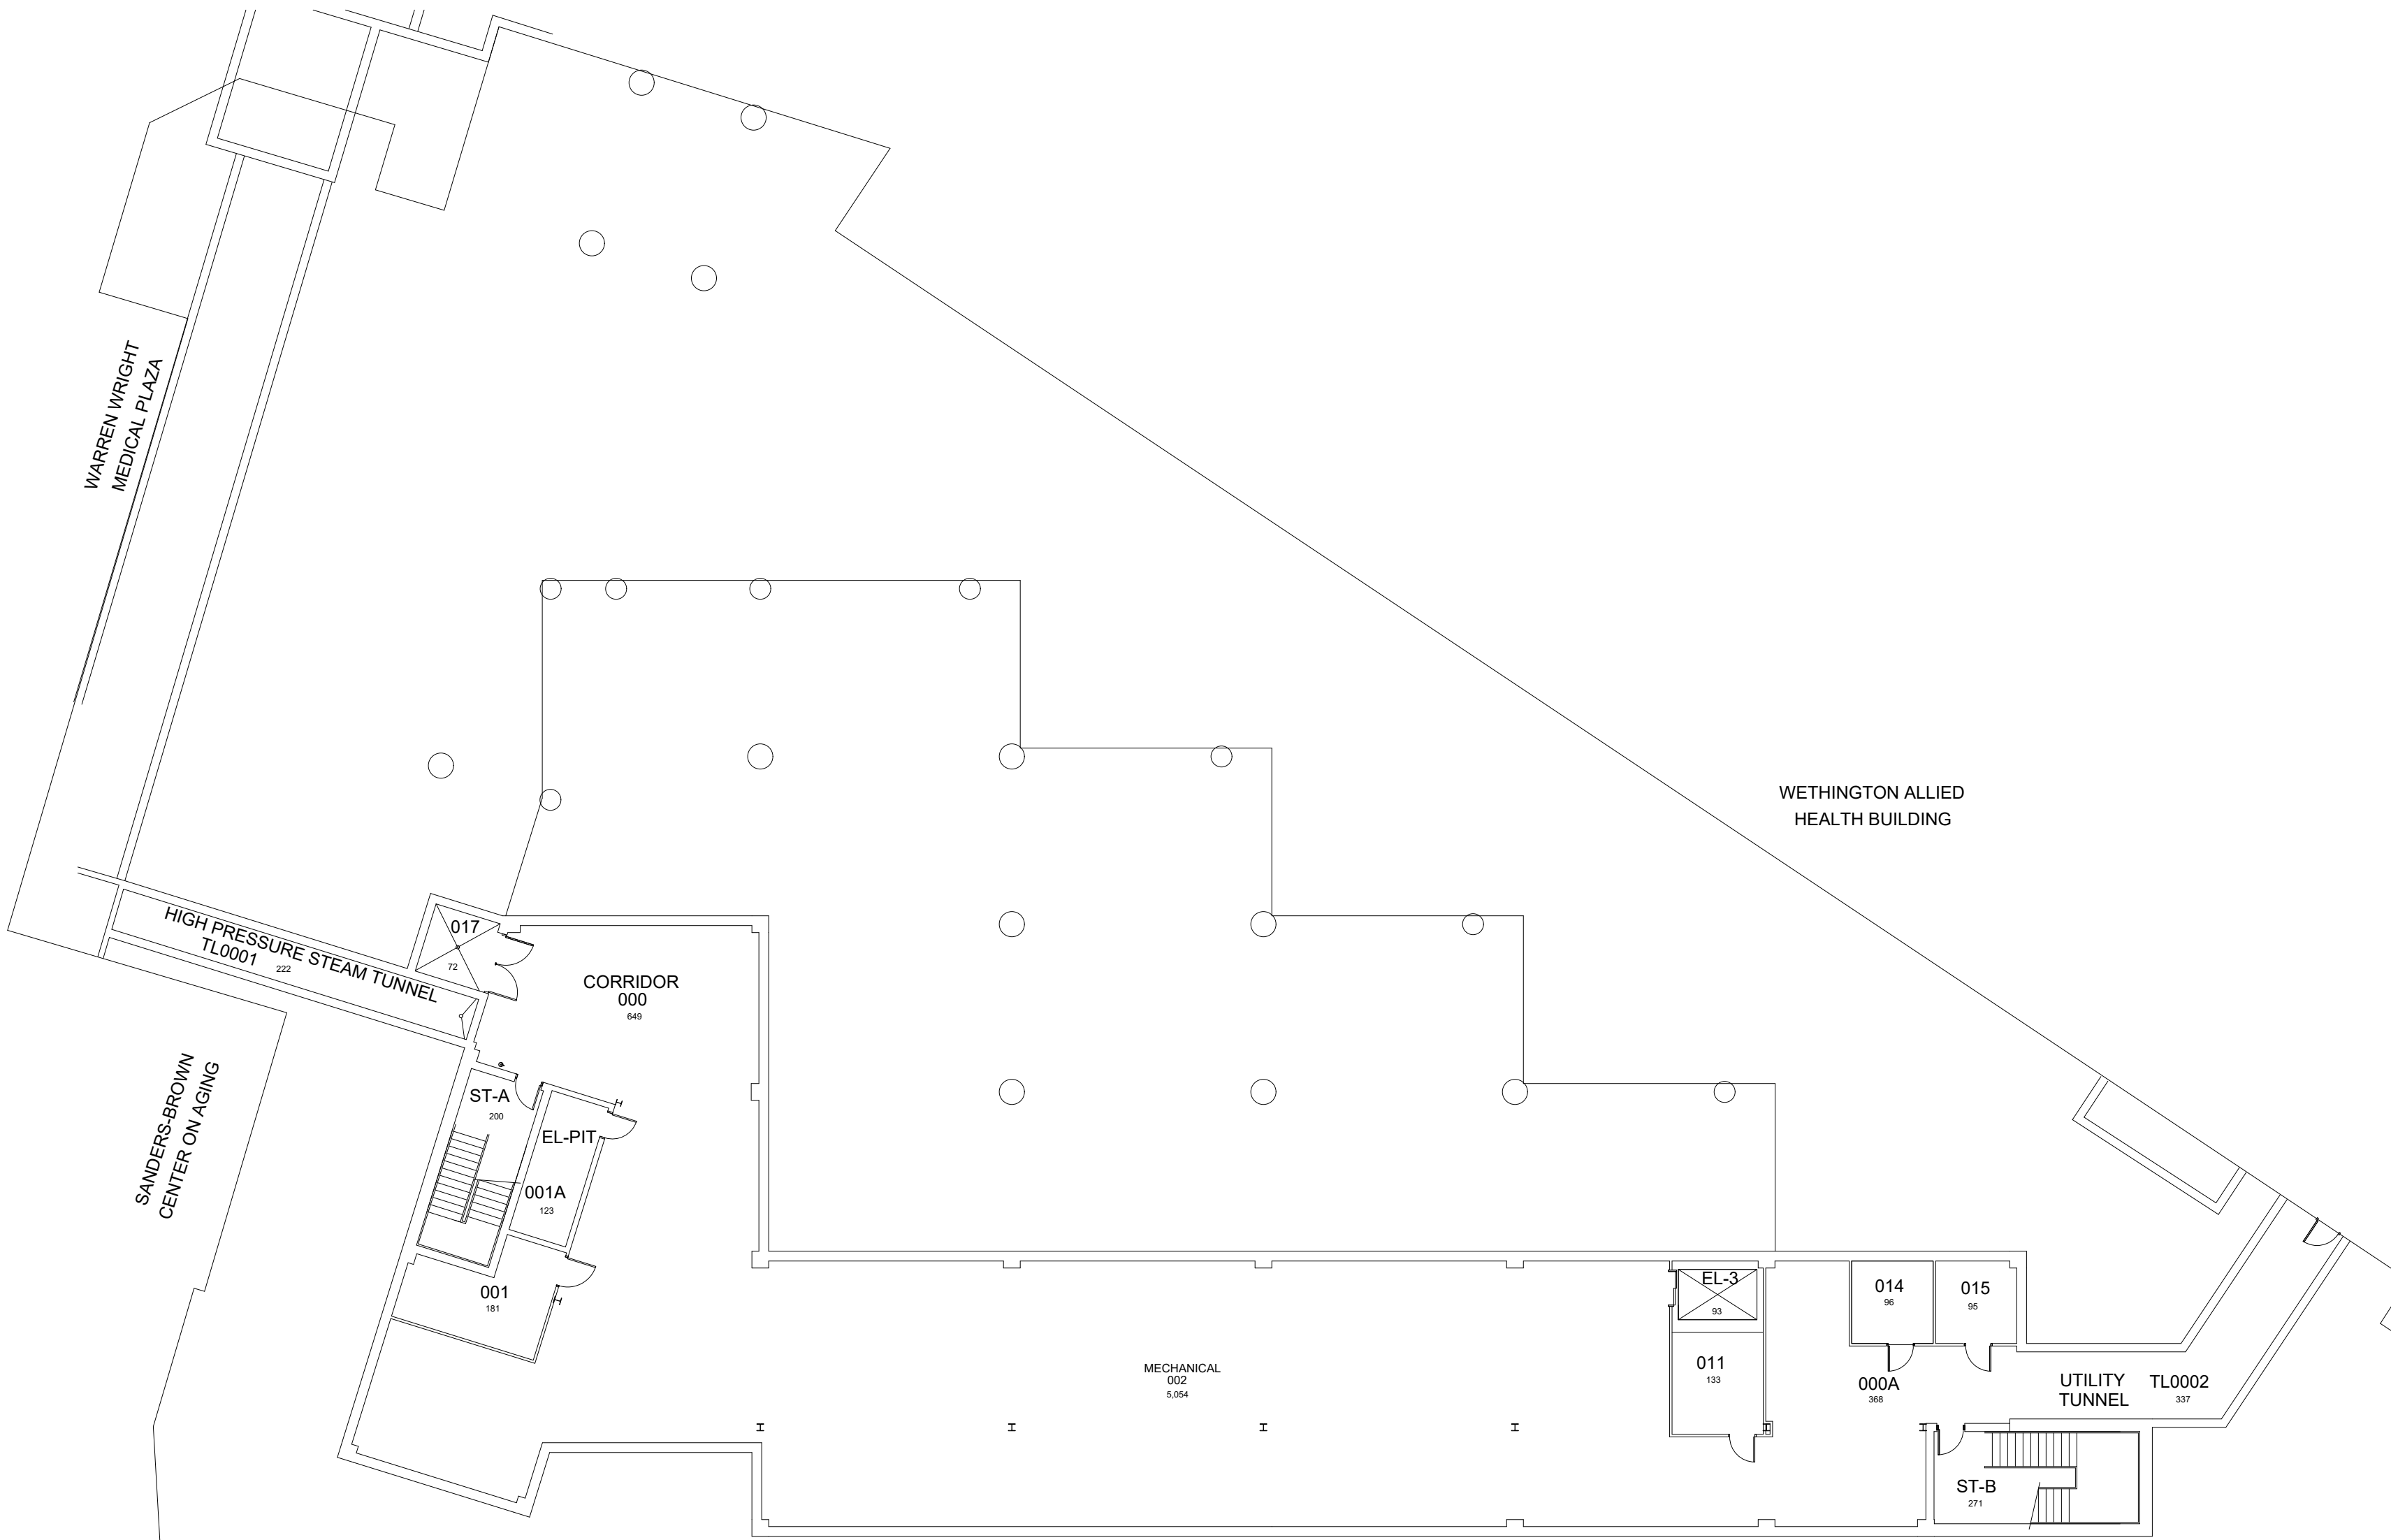 WARREN WRIGHT
MEDICAL PLAZA
WETHINGTON ALLIED
HEALTH BUILDING
017
72
HIGH PRESSURE STEAM TUNNEL
TL0001
222
CORRIDOR
000
649
SANDERS-BROWN
CENTER ON AGING
ST-A
200
EL-PIT
001A
123
001
181
MECHANICAL
002
5,054
EL-3
93
011
133
014
96
015
95
000A
368
UTILITY
TUNNEL
TL0002
337
ST-B
271